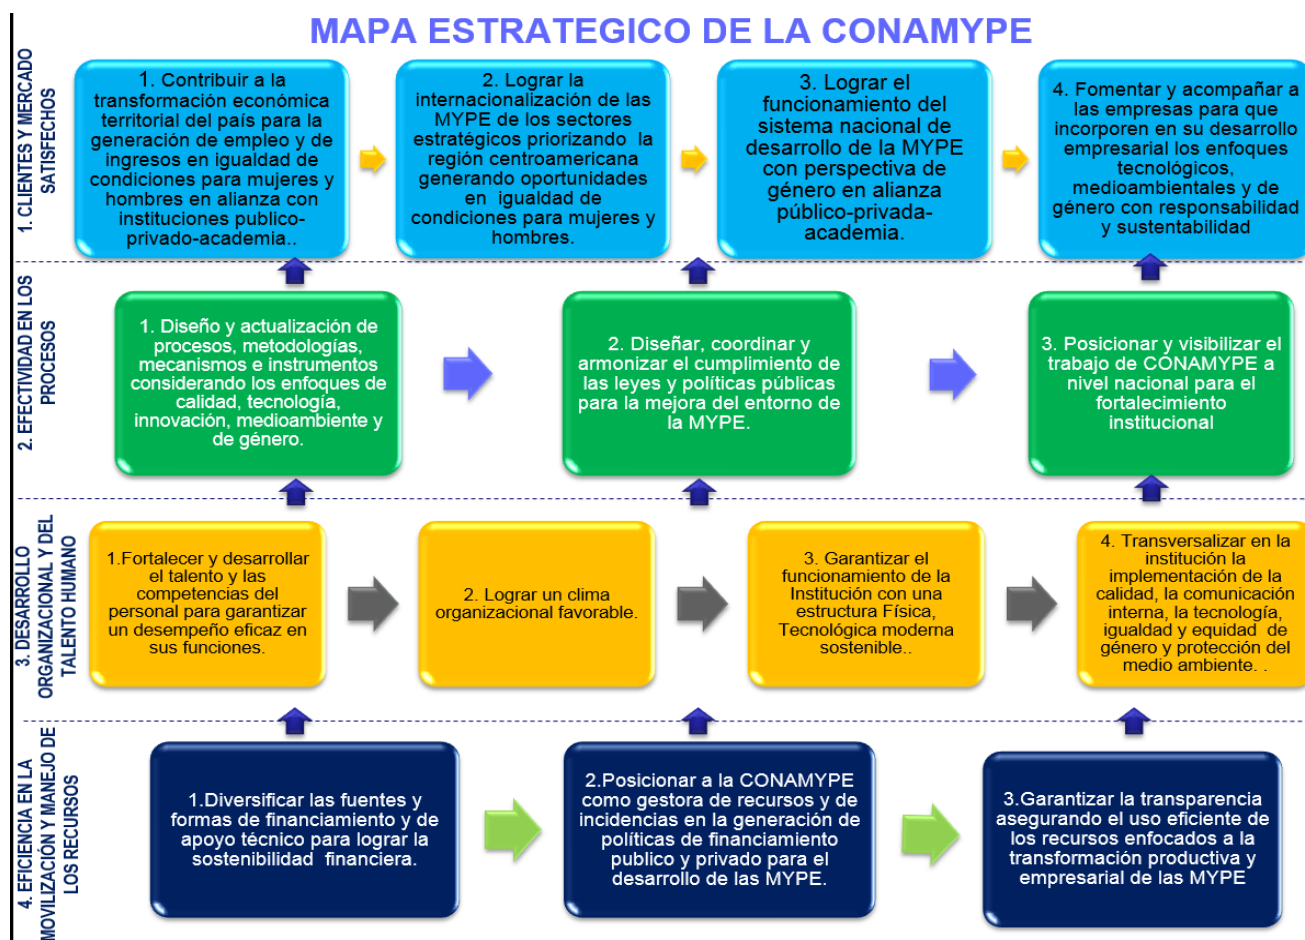 MAPA ESTRATEGICO DE LA CONAMYPE
1. CLIENTES Y MERCADO
SATISFECHOS
1. Contribuir a la
transformación económica
territorial del país para la
generación de empleo y de
ingresos en igualdad de
condiciones para mujeres y
hombres en alianza con
instituciones publico-
privado-academia..
2. Lograr la
internacionalización de las
MYPE de los sectores
estratégicos priorizando la
región centroamericana
generando oportunidades
en igualdad de
condiciones para mujeres y
hombres.
3. Lograr el
funcionamiento del
sistema nacional de
desarrollo de la MYPE
con perspectiva de
género en alianza
público-privada-
academia.
4. Fomentar y acompañar a
las empresas para que
incorporen en su desarrollo
empresarial los enfoques
tecnológicos,
medioambientales y de
género con responsabilidad
y sustentabilidad
2. EFECTIVIDAD EN LOS
PROCESOS
1. Diseño y actualización de
procesos, metodologías,
mecanismos e instrumentos
considerando los enfoques de
calidad, tecnología,
innovación, medioambiente y
de género.
2. Diseñar, coordinar y
armonizar el cumplimiento de
las leyes y políticas públicas
para la mejora del entorno de
la MYPE.
3. Posicionar y visibilizar el
trabajo de CONAMYPE a
nivel nacional para el
fortalecimiento
institucional
3. DESARROLLO
ORGANIZACIONAL Y DEL
TALENTO HUMANO
1.Fortalecer y desarrollar
el talento y las
competencias del
personal para garantizar
un desempeño eficaz en
sus funciones.
2. Lograr un clima
organizacional favorable.
3. Garantizar el
funcionamiento de la
Institución con una
estructura Física,
Tecnológica moderna
sostenible..
4. Transversalizar en la
institución la
implementación de la
calidad, la comunicación
interna, la tecnología,
igualdad y equidad de
género y protección del
medio ambiente. .
4. EFICIENCIA EN LA
MOVILIZACIÓN Y MANEJO DE
LOS RECURSOS
1.Diversificar las fuentes y
formas de financiamiento y de
apoyo técnico para lograr la
sostenibilidad financiera.
2.Posicionar a la CONAMYPE
como gestora de recursos y de
incidencias en la generación de
políticas de financiamiento
publico y privado para el
desarrollo de las MYPE.
3.Garantizar la transparencia
asegurando el uso eficiente de
los recursos enfocados a la
transformación productiva y
empresarial de las MYPE